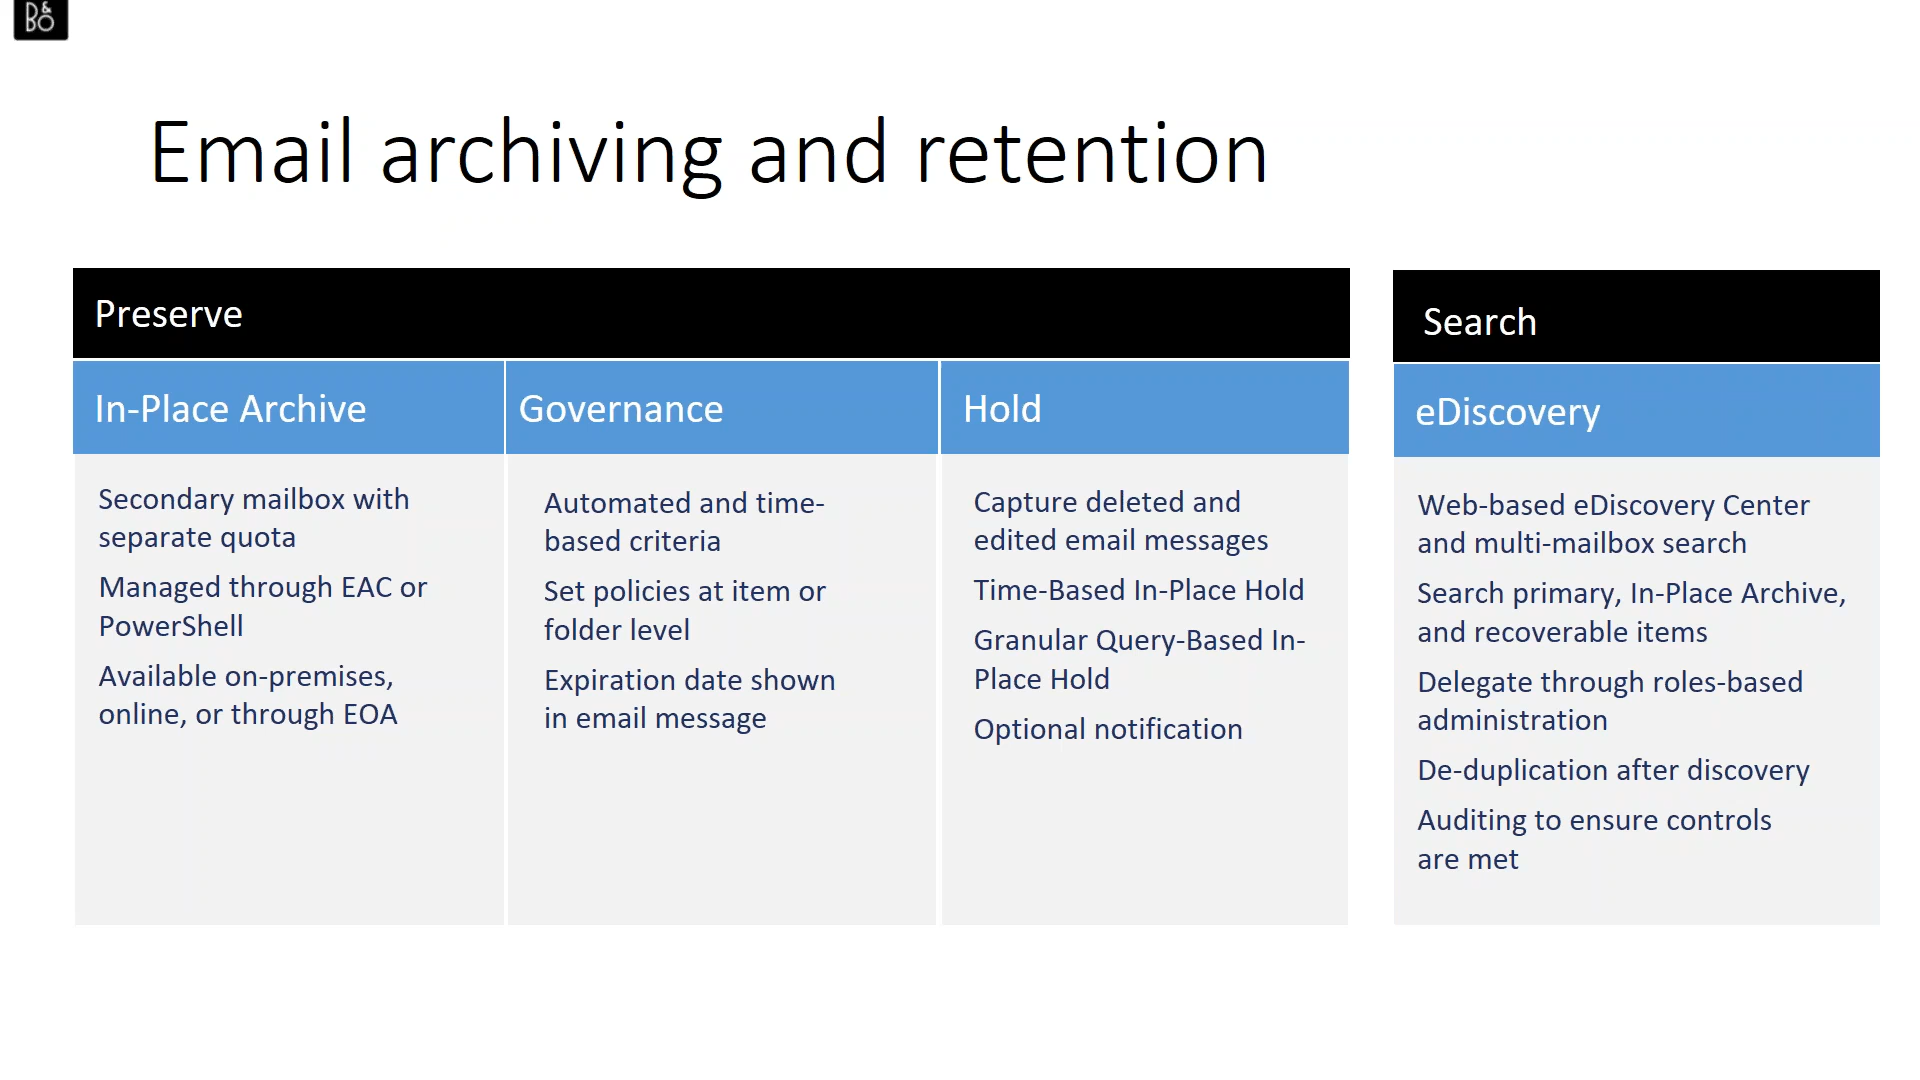 B&O
Email archiving and retention
Preserve
In-Place Archive
Secondary mailbox with
separate quota
Managed through EAC or
PowerShell
Available on-premises,
online, or through EOA
Governance
Automated and time-
based criteria
Set policies at item or
folder level
Expiration date shown
in email message
Hold
Capture deleted and
edited email messages
Time-Based In-Place Hold
Granular Query-Based In-
Place Hold
Optional notification
Search
eDiscovery
Web-based eDiscovery Center
and multi-mailbox search
Search primary, In-Place Archive,
and recoverable items
Delegate through roles-based
administration
De-duplication after discovery
Auditing to ensure controls
are met